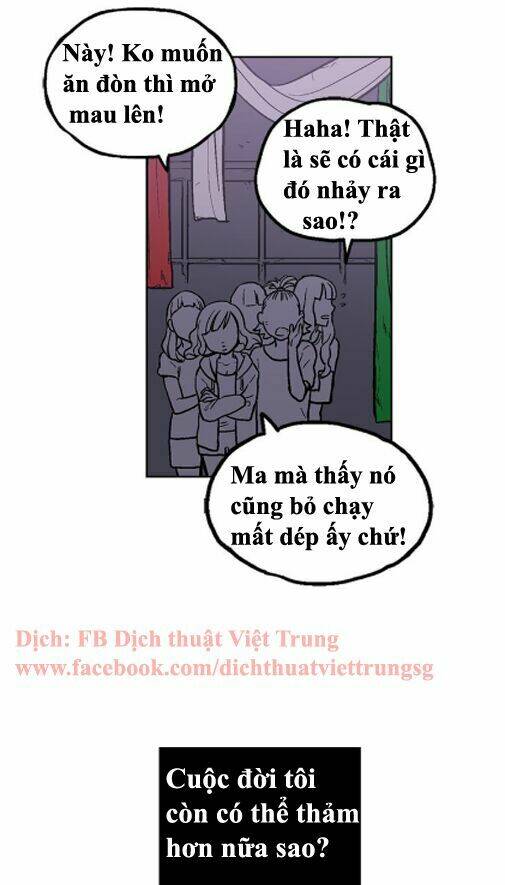 Này! Ko muốn
ăn đòn thì mở
mau lên!
Haha! Thật
là sẽ có cái gì
đó nhảy ra
sao!?
Ma mà thấy nó
cũng bỏ chạy
mất dép ấy chứ!
Dịch: FB Dịch thuật Việt Trung
www.facebook.com/dichthuatviettrungsg
Cuộc đời tôi
còn có thể thảm
hơn nữa sao?